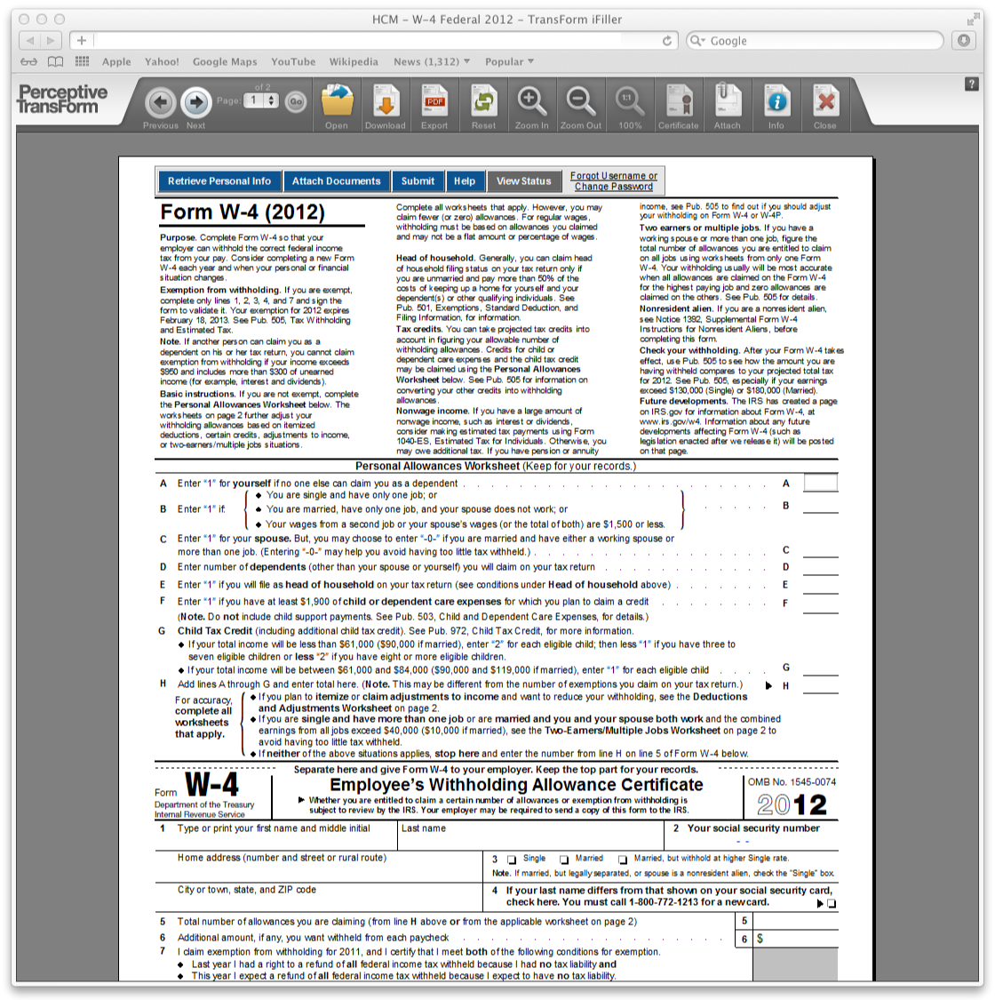 HCM – W-4 Federal 2012 – TransForm iFiller
Google
Apple Yahoo! Google Maps YouTube Wikipedia News (1,312) Popular
Perceptive
TransForm
Page: 1 of 2 Go
Previous Next Open Download Export Reset Zoom In Zoom Out 100% Certificate Attach Info Close
PDF
1:1
?
Retrieve Personal Info Attach Documents Submit Help View Status Forgot Username or
Change Password
Form W-4 (2012)
Purpose. Complete Form W-4 so that your
employer can withhold the correct federal income
tax from your pay. Consider completing a new Form
W-4 each year and when your personal or financial
situation changes.
Exemption from withholding. If you are exempt,
complete only lines 1, 2, 3, 4, and 7 and sign the
form to validate it. Your exemption for 2012 expires
February 18, 2013. See Pub. 505, Tax Withholding
and Estimated Tax.
Note. If another person can claim you as a
dependent on his or her tax return, you cannot claim
exemption from withholding if your income exceeds
$950 and includes more than $300 of unearned
income (for example, interest and dividends).
Basic instructions. If you are not exempt, complete
the Personal Allowances Worksheet below. The
worksheets on page 2 further adjust your
withholding allowances based on itemized
deductions, certain credits, adjustments to income,
or two-earners/multiple jobs situations.
Complete all worksheets that apply. However, you may
claim fewer (or zero) allowances. For regular wages,
withholding must be based on allowances you claimed
and may not be a flat amount or percentage of wages.
Head of household. Generally, you can claim head
of household filing status on your tax return only if
you are unmarried and pay more than 50% of the
costs of keeping up a home for yourself and your
dependent(s) or other qualifying individuals. See
Pub. 501, Exemptions, Standard Deduction, and
Filing Information, for information.
Tax credits. You can take projected tax credits into
account in figuring your allowable number of
withholding allowances. Credits for child or
dependent care expenses and the child tax credit
may be claimed using the Personal Allowances
Worksheet below. See Pub. 505 for information on
converting your other credits into withholding
allowances.
Nonwage income. If you have a large amount of
nonwage income, such as interest or dividends,
consider making estimated tax payments using Form
1040-ES, Estimated Tax for Individuals. Otherwise, you
may owe additional tax. If you have pension or annuity
income, see Pub. 505 to find out if you should adjust
your withholding on Form W-4 or W-4P.
Two earners or multiple jobs. If you have a
working spouse or more than one job, figure the
total number of allowances you are entitled to claim
on all jobs using worksheets from only one Form
W-4. Your withholding usually will be most accurate
when all allowances are claimed on the Form W-4
for the highest paying job and zero allowances are
claimed on the others. See Pub. 505 for details.
Nonresident alien. If you are a nonresident alien,
see Notice 1392, Supplemental Form W-4
Instructions for Nonresident Aliens, before
completing this form.
Check your withholding. After your Form W-4 takes
effect, use Pub. 505 to see how the amount you are
having withheld compares to your projected total tax
for 2012. See Pub. 505, especially if your earnings
exceed $130,000 (Single) or $180,000 (Married).
Future developments. The IRS has created a page
on IRS.gov for information about Form W-4, at
www.irs.gov/w4. Information about any future
developments affecting Form W-4 (such as
legislation enacted after we release it) will be posted
on that page.
Personal Allowances Worksheet (Keep for your records.)
A Enter "1" for yourself if no one else can claim you as a dependent A
B Enter "1" if:
• You are single and have only one job; or
• You are married, have only one job, and your spouse does not work; or
• Your wages from a second job or your spouse's wages (or the total of both) are $1,500 or less.
B
C Enter "1" for your spouse. But, you may choose to enter "-0-" if you are married and have either a working spouse or
more than one job. (Entering "-0-" may help you avoid having too little tax withheld.) C
D Enter number of dependents (other than your spouse or yourself) you will claim on your tax return D
E Enter "1" if you will file as head of household on your tax return (see conditions under Head of household above) E
F Enter "1" if you have at least $1,900 of child or dependent care expenses for which you plan to claim a credit F
(Note. Do not include child support payments. See Pub. 503, Child and Dependent Care Expenses, for details.)
G Child Tax Credit (including additional child tax credit). See Pub. 972, Child Tax Credit, for more information.
• If your total income will be less than $61,000 ($90,000 if married), enter "2" for each eligible child; then less "1" if you have three to
seven eligible children or less "2" if you have eight or more eligible children.
• If your total income will be between $61,000 and $84,000 ($90,000 and $119,000 if married), enter "1" for each eligible child G
H Add lines A through G and enter total here. (Note. This may be different from the number of exemptions you claim on your tax return.) ▶ H
For accuracy,
complete all
worksheets
that apply.
• If you plan to itemize or claim adjustments to income and want to reduce your withholding, see the Deductions
and Adjustments Worksheet on page 2.
• If you are single and have more than one job or are married and you and your spouse both work and the combined
earnings from all jobs exceed $40,000 ($10,000 if married), see the Two-Earners/Multiple Jobs Worksheet on page 2 to
avoid having too little tax withheld.
• If neither of the above situations applies, stop here and enter the number from line H on line 5 of Form W-4 below.
Separate here and give Form W-4 to your employer. Keep the top part for your records.
Form W-4
Department of the Treasury
Internal Revenue Service
Employee's Withholding Allowance Certificate
▶ Whether you are entitled to claim a certain number of allowances or exemption from withholding is
subject to review by the IRS. Your employer may be required to send a copy of this form to the IRS.
OMB No. 1545-0074
2012
1 Type or print your first name and middle initial Last name 2 Your social security number
- -
Home address (number and street or rural route) 3 Single Married Married, but withhold at higher Single rate.
Note. If married, but legally separated, or spouse is a nonresident alien, check the "Single" box.
City or town, state, and ZIP code 4 If your last name differs from that shown on your social security card,
check here. You must call 1-800-772-1213 for a new card. ▶
5 Total number of allowances you are claiming (from line H above or from the applicable worksheet on page 2) 5
6 Additional amount, if any, you want withheld from each paycheck 6 $
7 I claim exemption from withholding for 2011, and I certify that I meet both of the following conditions for exemption.
• Last year I had a right to a refund of all federal income tax withheld because I had no tax liability and
• This year I expect a refund of all federal income tax withheld because I expect to have no tax liability.